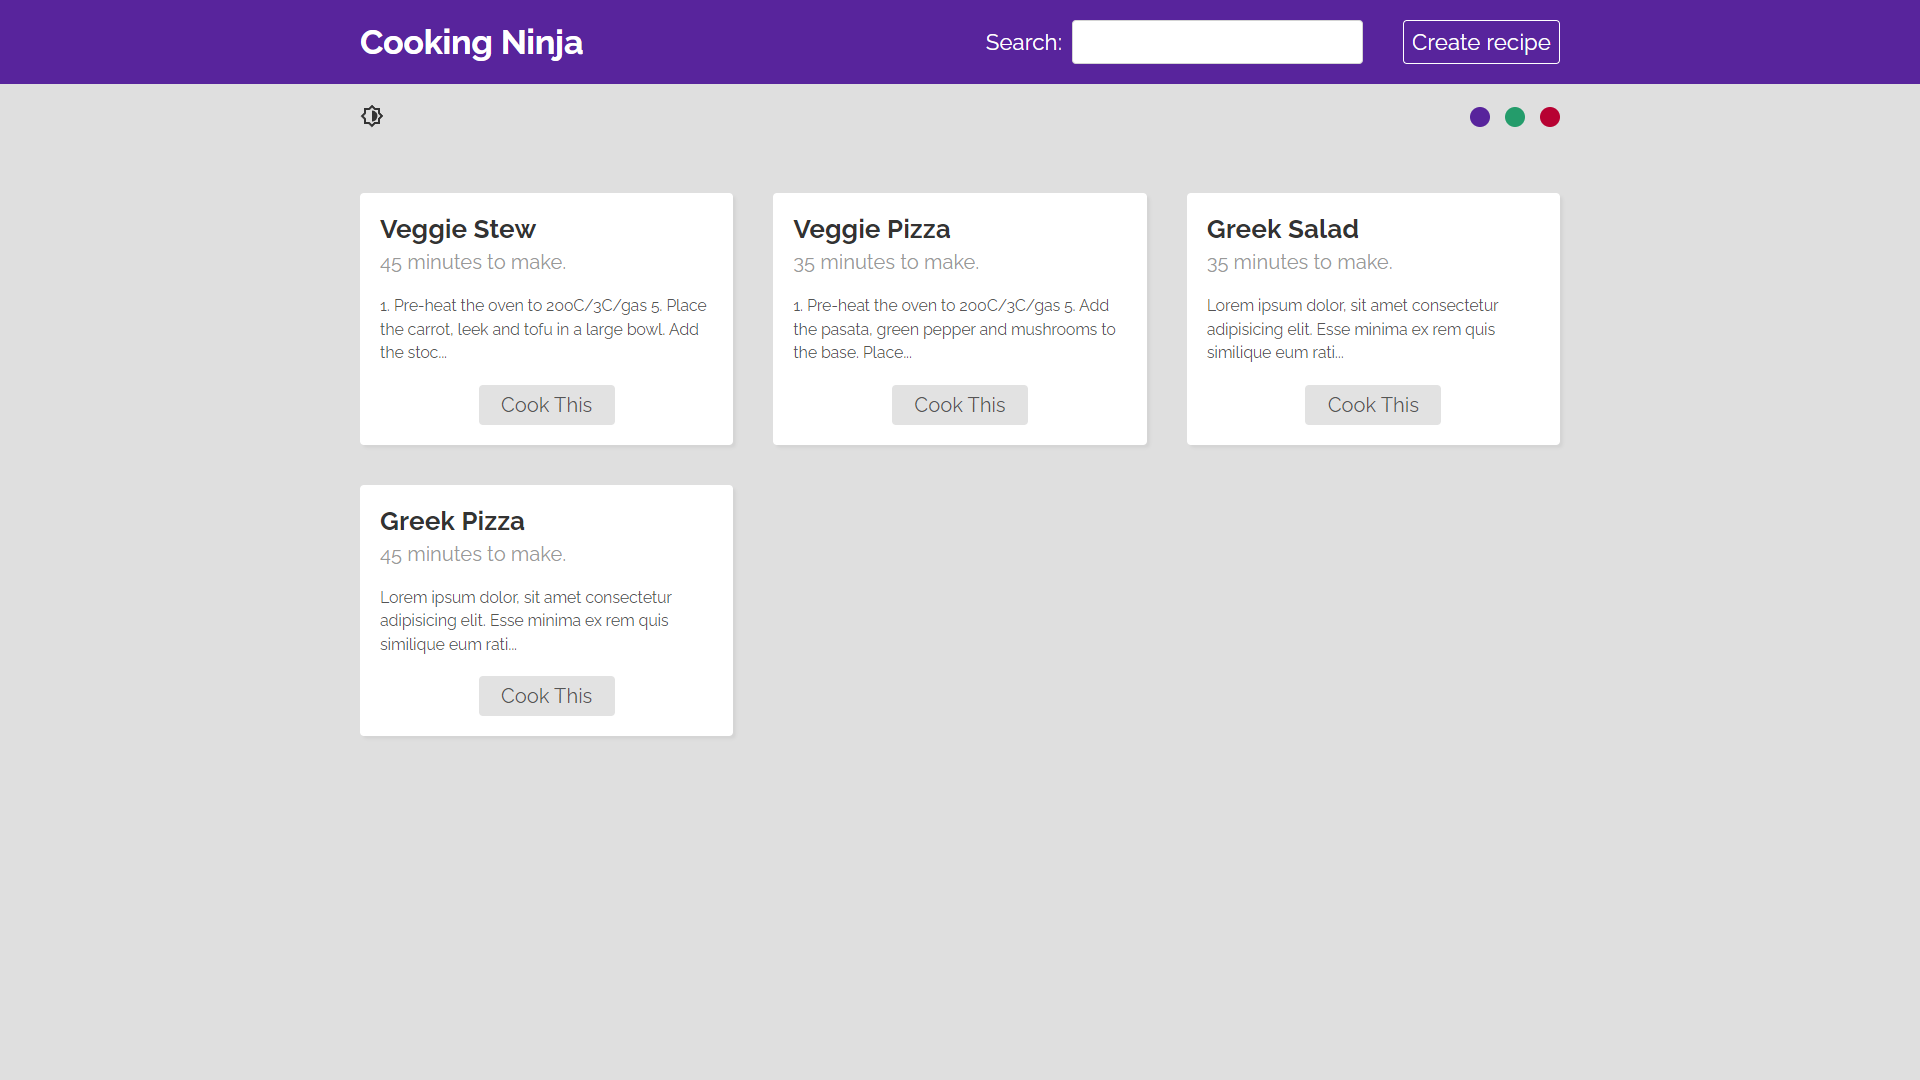 Cooking Ninja
Search:
Create recipe
Veggie Stew
45 minutes to make.
1. Pre-heat the oven to 200C/3C/gas 5. Place
the carrot, leek and tofu in a large bowl. Add
the stoc...
Cook This
Veggie Pizza
35 minutes to make.
1. Pre-heat the oven to 200C/3C/gas 5. Add
the pasata, green pepper and mushrooms to
the base. Place...
Cook This
Greek Salad
35 minutes to make.
Lorem ipsum dolor, sit amet consectetur
adipisicing elit. Esse minima ex rem quis
similique eum rati...
Cook This
Greek Pizza
45 minutes to make.
Lorem ipsum dolor, sit amet consectetur
adipisicing elit. Esse minima ex rem quis
similique eum rati...
Cook This